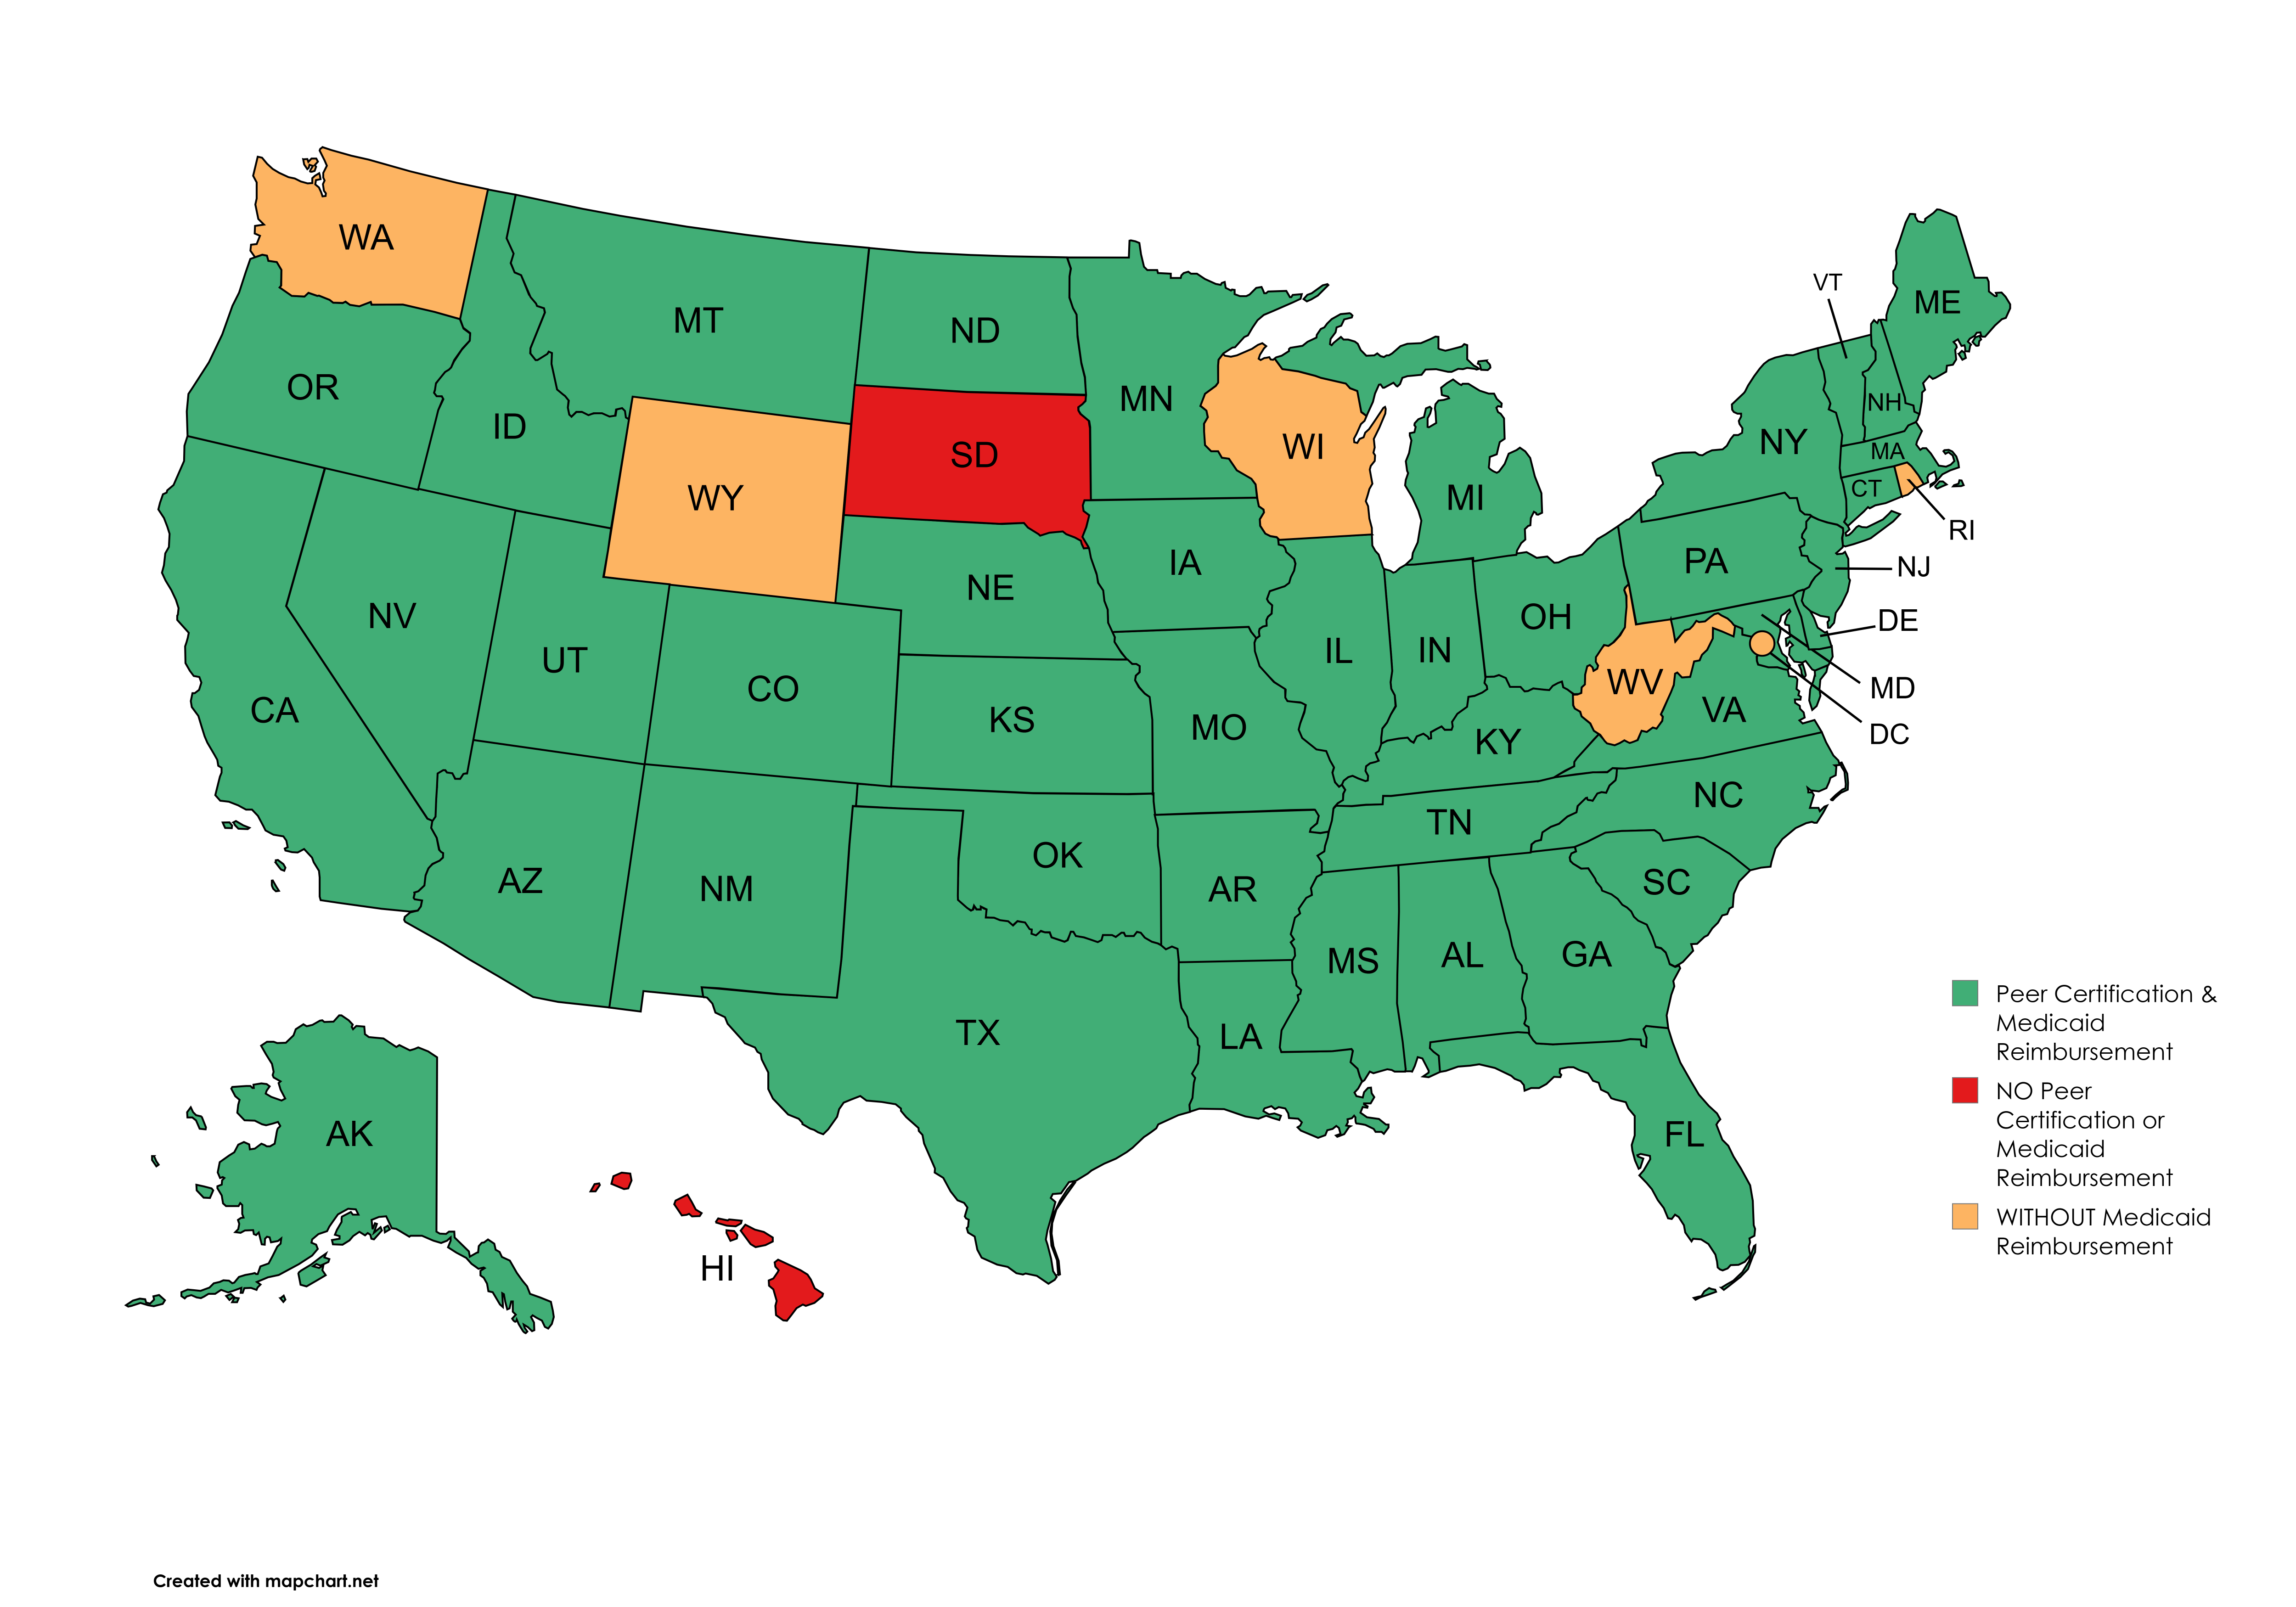 WA
VT
ME
MT
ND
OR
MN
ID
NH
WI
NY
SD
MA
WY
MI
CT
RI
PA
NJ
IA
NE
NV
OH
DE
IL
IN
UT
WV
CO
MD
CA
VA
KS
MO
DC
KY
NC
TN
OK
AZ
NM
AR
SC
MS
AL
GA
TX
LA
AK
FL
HI
Peer Certification &
Medicaid
Reimbursement
NO Peer
Certification or
Medicaid
Reimbursement
WITHOUT Medicaid
Reimbursement
Created with mapchart.net